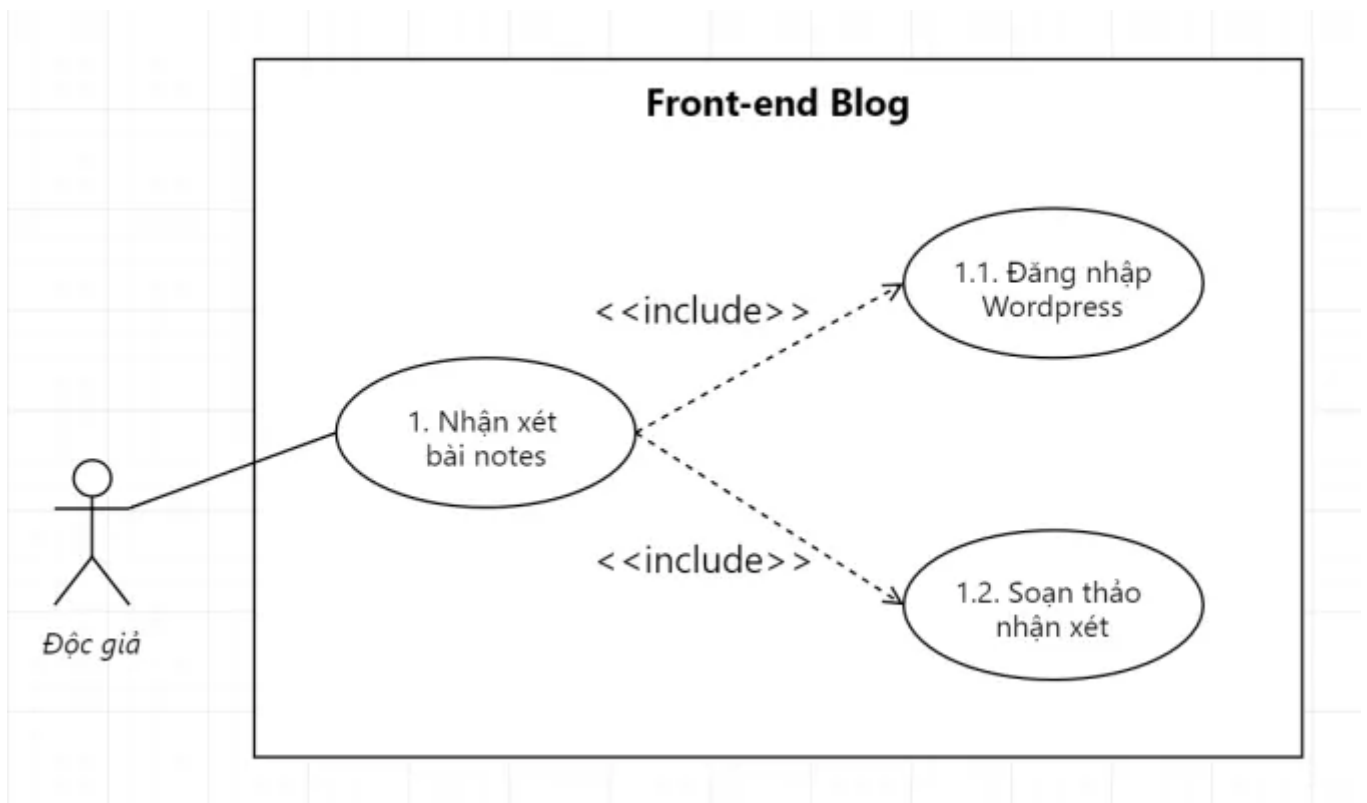 Front-end Blog
1.1. Đăng nhập
Wordpress
<<include>>
1. Nhận xét
bài notes
<<include>>
1.2. Soạn thảo
nhận xét
Độc giả